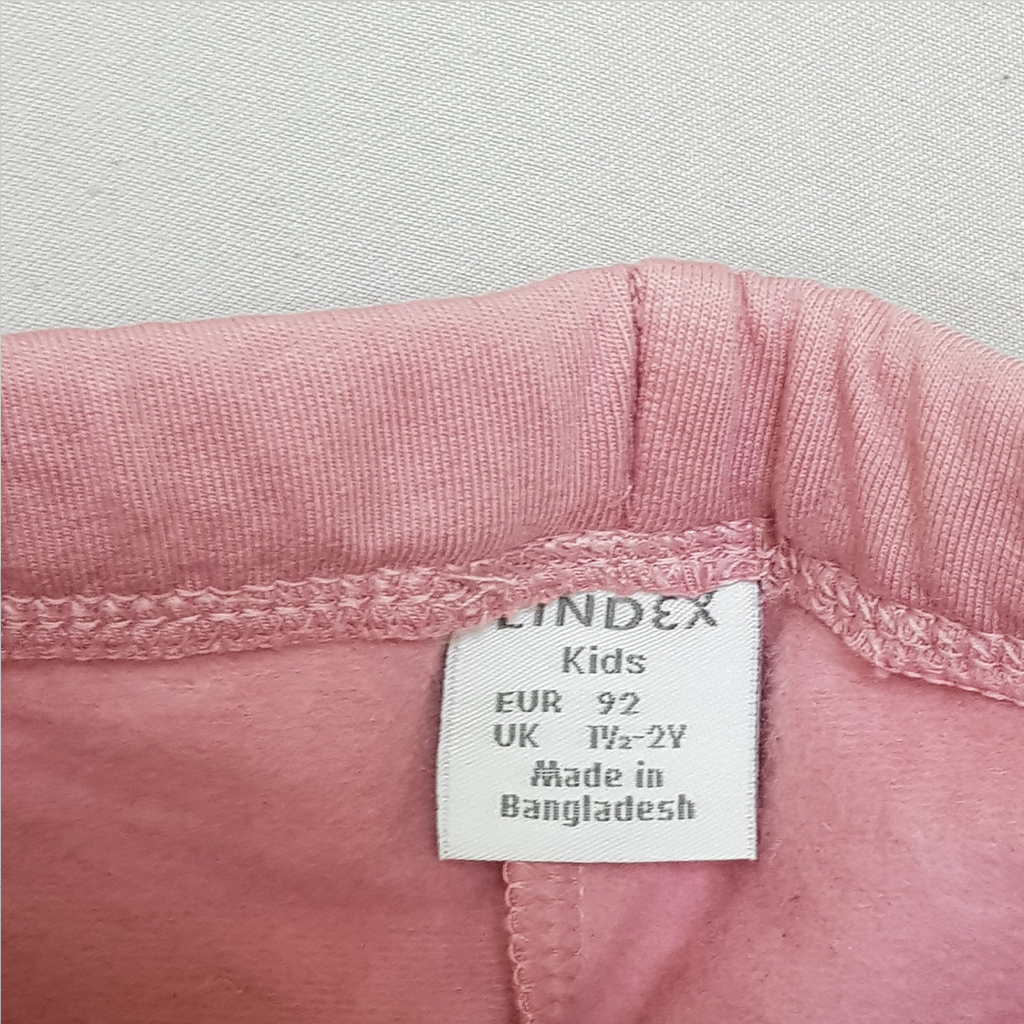 LINDEX
Kids
EUR 92
UK 1½-2Y
Made in
Bangladesh